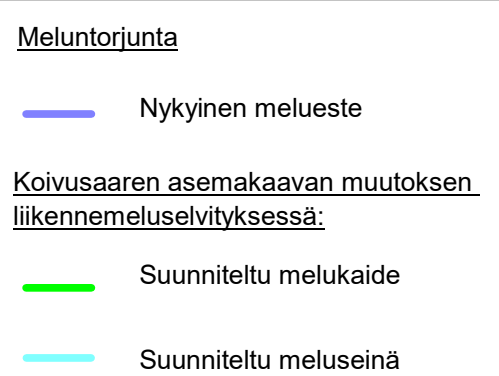 Meluntorjunta
Nykyinen melueste
Koivusaaren asemakaavan muutoksen
liikennemeluselvityksessä:
Suunniteltu melukaide
Suunniteltu meluseinä